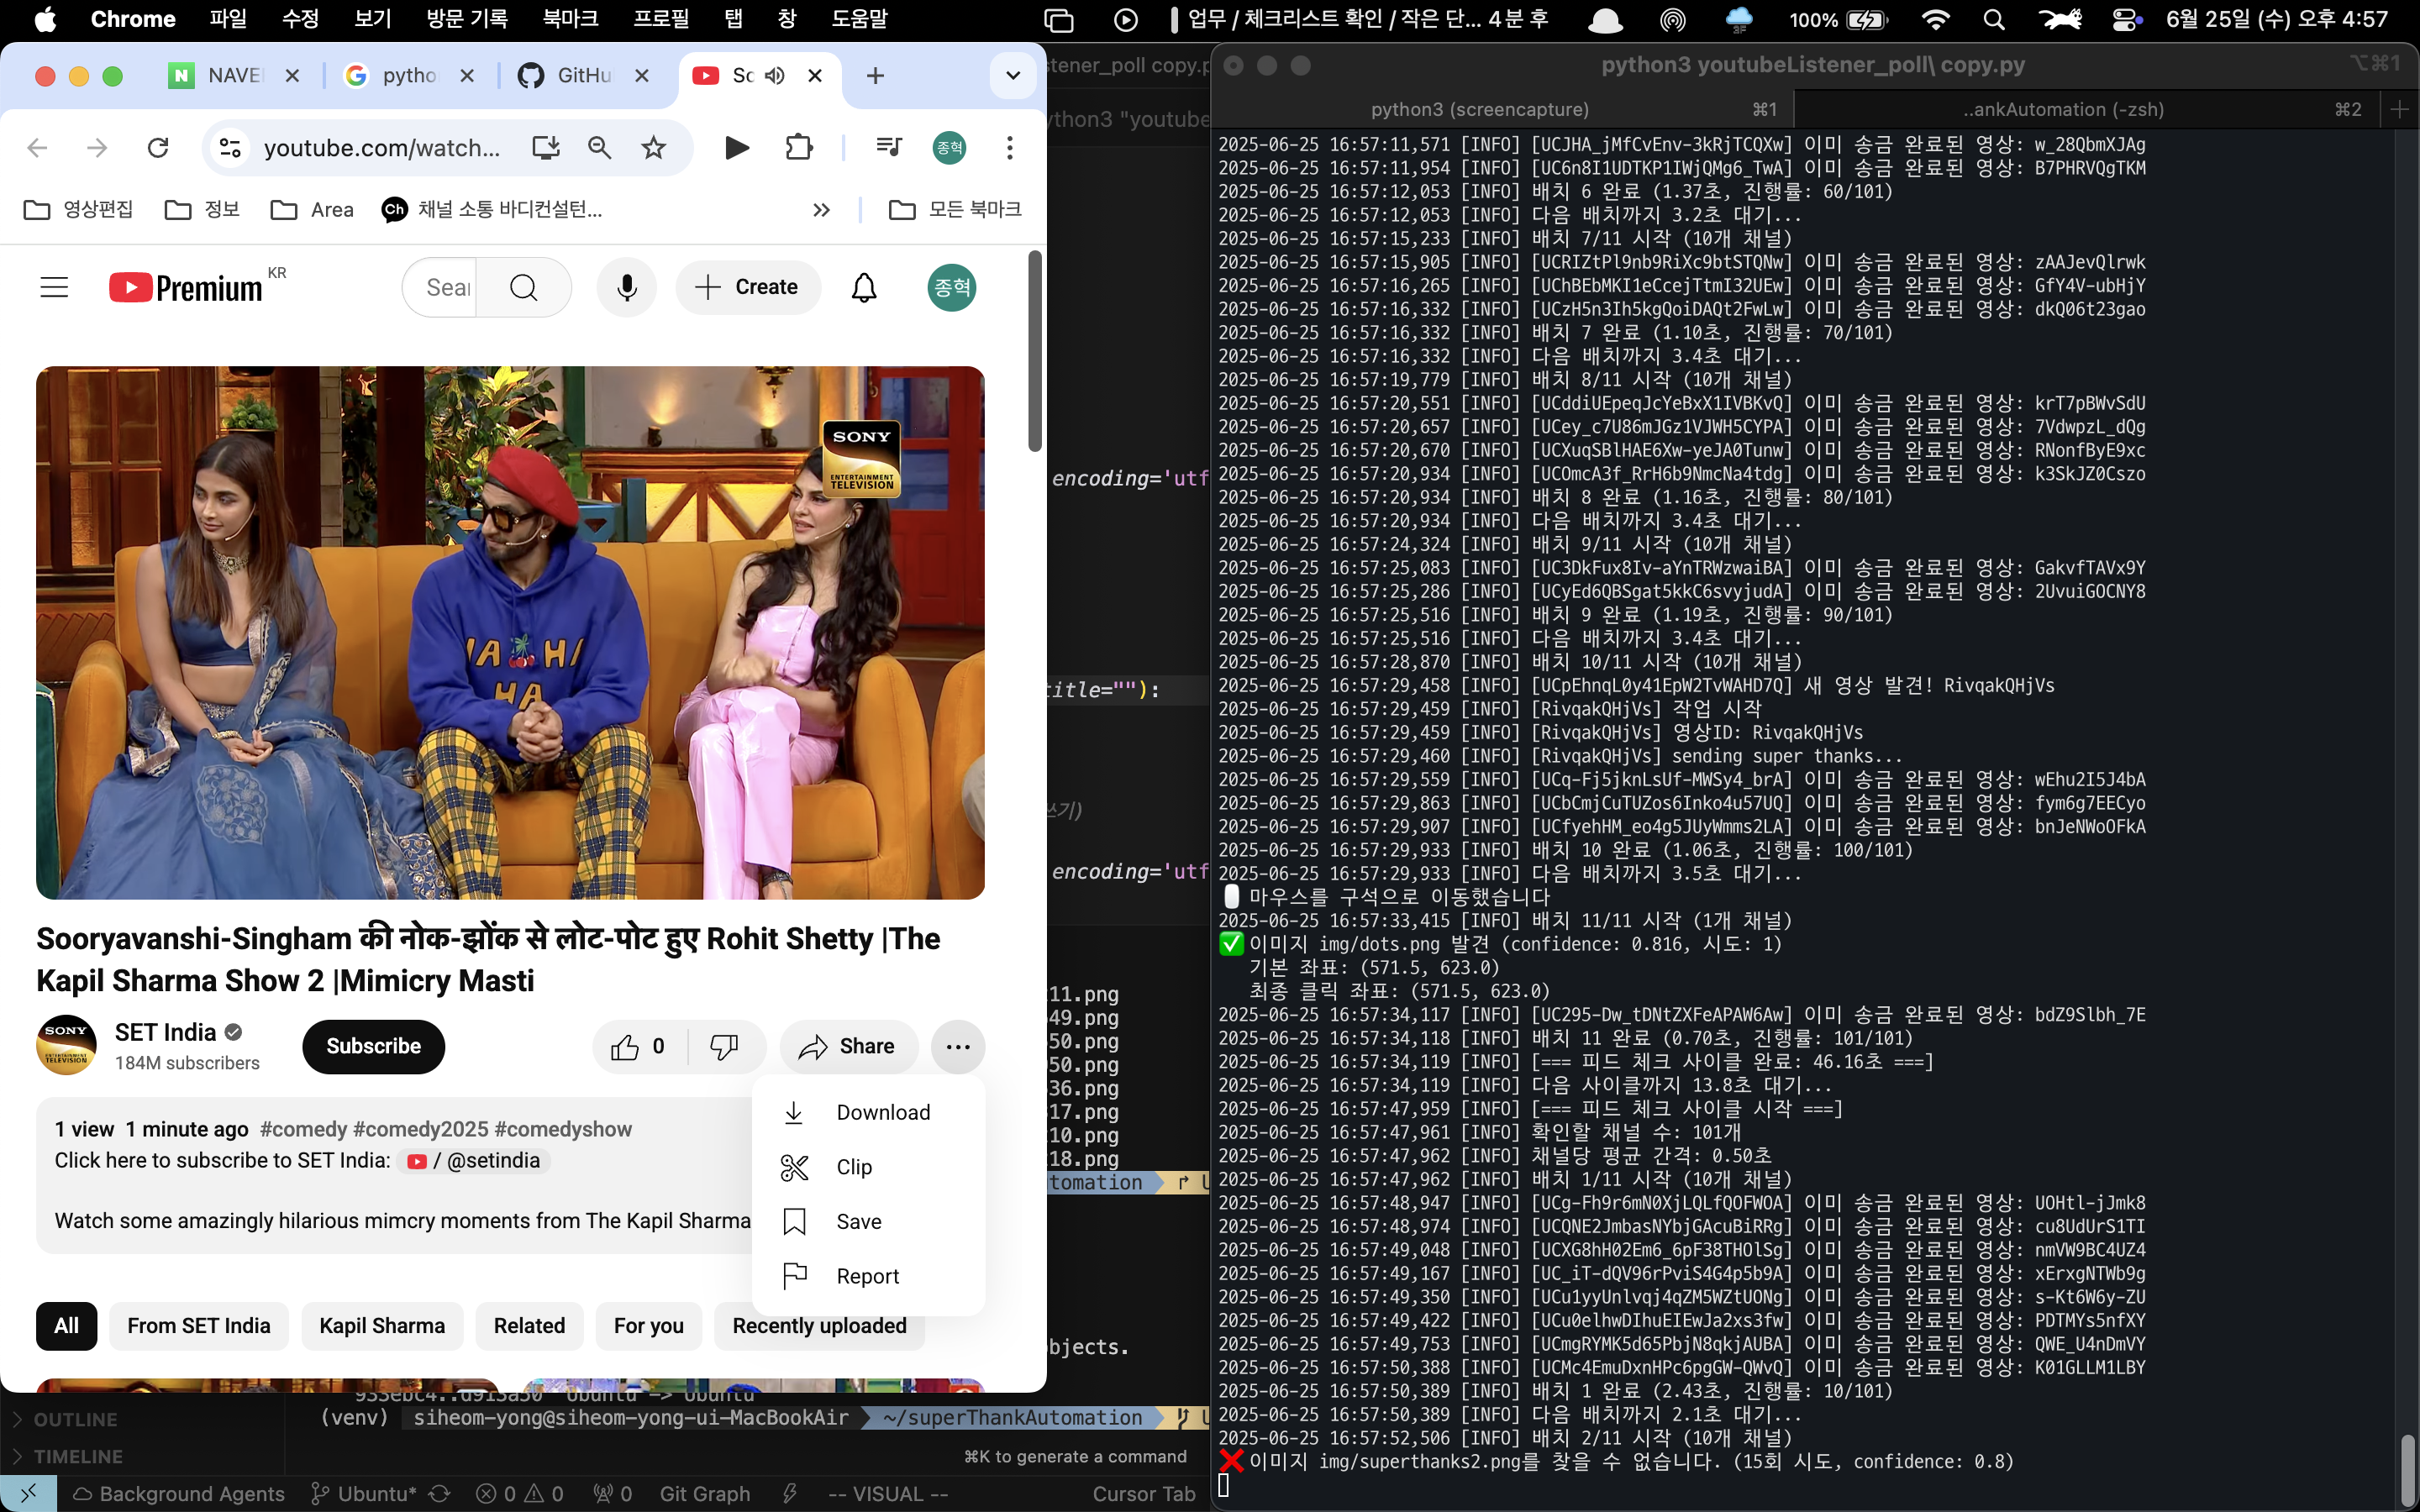 Chrome 파일 수정 보기 방문 기록 북마크 프로필 탭 창 도움말 업무 / 체크리스트 확인 / 작은 단... 4분 후 100% 6월 25일 (수) 오후 4:57
NAVE pytho GitHu Sc
youtube.com/watch... 종혁
영상편집 정보 Area Ch 채널 소통 바디컨설턴... 모든 북마크
Premium KR Sear Create 종혁
SONY
ENTERTAINMENT
TELEVISION
HA HA
HA
Sooryavanshi-Singham की नोक-झोंक से लोट-पोट हुए Rohit Shetty |The
Kapil Sharma Show 2 |Mimicry Masti
SONY
SET India
184M subscribers
Subscribe 0 Share
Download
Clip
Save
Report
1 view 1 minute ago #comedy #comedy2025 #comedyshow
Click here to subscribe to SET India: / @setindia
Watch some amazingly hilarious mimcry moments from The Kapil Sharma
All From SET India Kapil Sharma Related For you Recently uploaded
stener_poll copy.p
ython3 "youtube
encoding='utf
title=""):
쓰기)
encoding='utf
11.png
49.png
50.png
50.png
36.png
17.png
10.png
18.png
tomation
bjects.
933ebc4..d913a50 Ubuntu -> Ubuntu
(venv) siheom-yong@siheom-yong-ui-MacBookAir ~/superThankAutomation
OUTLINE
TIMELINE
⌘K to generate a command
Background Agents Ubuntu* 0 0 0 Git Graph -- VISUAL -- Cursor Tab
python3 youtubeListener_poll\ copy.py ⌥⌘1
python3 (screencapture) ⌘1 ..ankAutomation (-zsh) ⌘2
2025-06-25 16:57:11,571 [INFO] [UCJHA_jMfCvEnv-3kRjTCQXw] 이미 송금 완료된 영상: w_28QbmXJAg
2025-06-25 16:57:11,954 [INFO] [UC6n8I1UDTKP1IWjQMg6_TwA] 이미 송금 완료된 영상: B7PHRVQgTKM
2025-06-25 16:57:12,053 [INFO] 배치 6 완료 (1.37초, 진행률: 60/101)
2025-06-25 16:57:12,053 [INFO] 다음 배치까지 3.2초 대기...
2025-06-25 16:57:15,233 [INFO] 배치 7/11 시작 (10개 채널)
2025-06-25 16:57:15,905 [INFO] [UCRIZtPl9nb9RiXc9btSTQNw] 이미 송금 완료된 영상: zAAJevQlrwk
2025-06-25 16:57:16,265 [INFO] [UChBEbMKI1eCcejTtmI32UEw] 이미 송금 완료된 영상: GfY4V-ubHjY
2025-06-25 16:57:16,332 [INFO] [UCzH5n3Ih5kgQoiDAQt2FwLw] 이미 송금 완료된 영상: dkQ06t23gao
2025-06-25 16:57:16,332 [INFO] 배치 7 완료 (1.10초, 진행률: 70/101)
2025-06-25 16:57:16,332 [INFO] 다음 배치까지 3.4초 대기...
2025-06-25 16:57:19,779 [INFO] 배치 8/11 시작 (10개 채널)
2025-06-25 16:57:20,551 [INFO] [UCddiUEpeqJcYeBxX1IVBKvQ] 이미 송금 완료된 영상: krT7pBWvSdU
2025-06-25 16:57:20,657 [INFO] [UCey_c7U86mJGz1VJWH5CYPA] 이미 송금 완료된 영상: 7VdwpzL_dQg
2025-06-25 16:57:20,670 [INFO] [UCXuqSBlHAE6Xw-yeJA0Tunw] 이미 송금 완료된 영상: RNonfByE9xc
2025-06-25 16:57:20,934 [INFO] [UCOmcA3f_RrH6b9NmcNa4tdg] 이미 송금 완료된 영상: k3SkJZ0Cszo
2025-06-25 16:57:20,934 [INFO] 배치 8 완료 (1.16초, 진행률: 80/101)
2025-06-25 16:57:20,934 [INFO] 다음 배치까지 3.4초 대기...
2025-06-25 16:57:24,324 [INFO] 배치 9/11 시작 (10개 채널)
2025-06-25 16:57:25,083 [INFO] [UC3DkFux8Iv-aYnTRWzwaiBA] 이미 송금 완료된 영상: GakvfTAVx9Y
2025-06-25 16:57:25,286 [INFO] [UCyEd6QBSgat5kkC6svyjudA] 이미 송금 완료된 영상: 2UvuiGOCNY8
2025-06-25 16:57:25,516 [INFO] 배치 9 완료 (1.19초, 진행률: 90/101)
2025-06-25 16:57:25,516 [INFO] 다음 배치까지 3.4초 대기...
2025-06-25 16:57:28,870 [INFO] 배치 10/11 시작 (10개 채널)
2025-06-25 16:57:29,458 [INFO] [UCpEhnqL0y41EpW2TvWAHD7Q] 새 영상 발견! RivqakQHjVs
2025-06-25 16:57:29,459 [INFO] [RivqakQHjVs] 작업 시작
2025-06-25 16:57:29,459 [INFO] [RivqakQHjVs] 영상ID: RivqakQHjVs
2025-06-25 16:57:29,460 [INFO] [RivqakQHjVs] sending super thanks...
2025-06-25 16:57:29,559 [INFO] [UCq-Fj5jknLsUf-MWSy4_brA] 이미 송금 완료된 영상: wEhu2I5J4bA
2025-06-25 16:57:29,863 [INFO] [UCbCmjCuTUZos6Inko4u57UQ] 이미 송금 완료된 영상: fym6g7EECyo
2025-06-25 16:57:29,907 [INFO] [UCfyehHM_eo4g5JUyWmms2LA] 이미 송금 완료된 영상: bnJeNWoOFkA
2025-06-25 16:57:29,933 [INFO] 배치 10 완료 (1.06초, 진행률: 100/101)
2025-06-25 16:57:29,933 [INFO] 다음 배치까지 3.5초 대기...
마우스를 구석으로 이동했습니다
2025-06-25 16:57:33,415 [INFO] 배치 11/11 시작 (1개 채널)
✅ 이미지 img/dots.png 발견 (confidence: 0.816, 시도: 1)
기본 좌표: (571.5, 623.0)
최종 클릭 좌표: (571.5, 623.0)
2025-06-25 16:57:34,117 [INFO] [UC295-Dw_tDNtZXFeAPAW6Aw] 이미 송금 완료된 영상: bdZ9Slbh_7E
2025-06-25 16:57:34,118 [INFO] 배치 11 완료 (0.70초, 진행률: 101/101)
2025-06-25 16:57:34,119 [INFO] [=== 피드 체크 사이클 완료: 46.16초 ===]
2025-06-25 16:57:34,119 [INFO] 다음 사이클까지 13.8초 대기...
2025-06-25 16:57:47,959 [INFO] [=== 피드 체크 사이클 시작 ===]
2025-06-25 16:57:47,961 [INFO] 확인할 채널 수: 101개
2025-06-25 16:57:47,962 [INFO] 채널당 평균 간격: 0.50초
2025-06-25 16:57:47,962 [INFO] 배치 1/11 시작 (10개 채널)
2025-06-25 16:57:48,947 [INFO] [UCg-Fh9r6mN0XjLQLfQOFWOA] 이미 송금 완료된 영상: UOHtl-jJmk8
2025-06-25 16:57:48,974 [INFO] [UCQNE2JmbasNYbjGAcuBiRRg] 이미 송금 완료된 영상: cu8UdUrS1TI
2025-06-25 16:57:49,048 [INFO] [UCXG8hH02Em6_6pF38THOlSg] 이미 송금 완료된 영상: nmVW9BC4UZ4
2025-06-25 16:57:49,167 [INFO] [UC_iT-dQV96rPviS4G4p5b9A] 이미 송금 완료된 영상: xErxgNTWb9g
2025-06-25 16:57:49,350 [INFO] [UCu1yyUnlvqj4qZM5WZtUONg] 이미 송금 완료된 영상: s-Kt6W6y-ZU
2025-06-25 16:57:49,422 [INFO] [UCu0elhwDIhuEIEwJa2xs3fw] 이미 송금 완료된 영상: PDTMYs5nfXY
2025-06-25 16:57:49,753 [INFO] [UCmgRYMK5d65PbjN8qkjAUBA] 이미 송금 완료된 영상: QWE_U4nDmVY
2025-06-25 16:57:50,388 [INFO] [UCMc4EmuDxnHPc6pgGW-QWvQ] 이미 송금 완료된 영상: K01GLLM1LBY
2025-06-25 16:57:50,389 [INFO] 배치 1 완료 (2.43초, 진행률: 10/101)
2025-06-25 16:57:50,389 [INFO] 다음 배치까지 2.1초 대기...
2025-06-25 16:57:52,506 [INFO] 배치 2/11 시작 (10개 채널)
❌ 이미지 img/superthanks2.png를 찾을 수 없습니다. (15회 시도, confidence: 0.8)